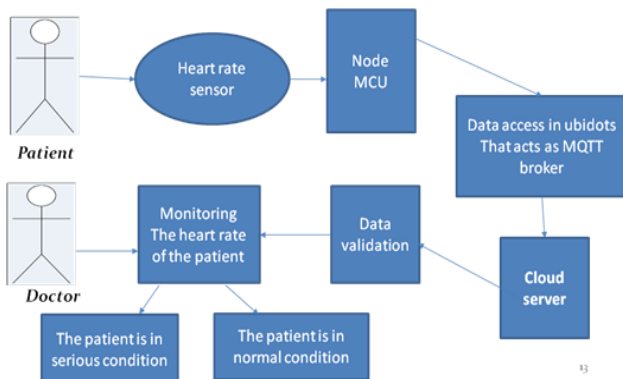 Heart rate
sensor
Node
MCU
Patient
Data access in ubidots
That acts as MQTT
broker
Monitoring
The heart rate
of the patient
Data
validation
Doctor
Cloud
server
The patient is in
serious condition
The patient is in
normal condition
13